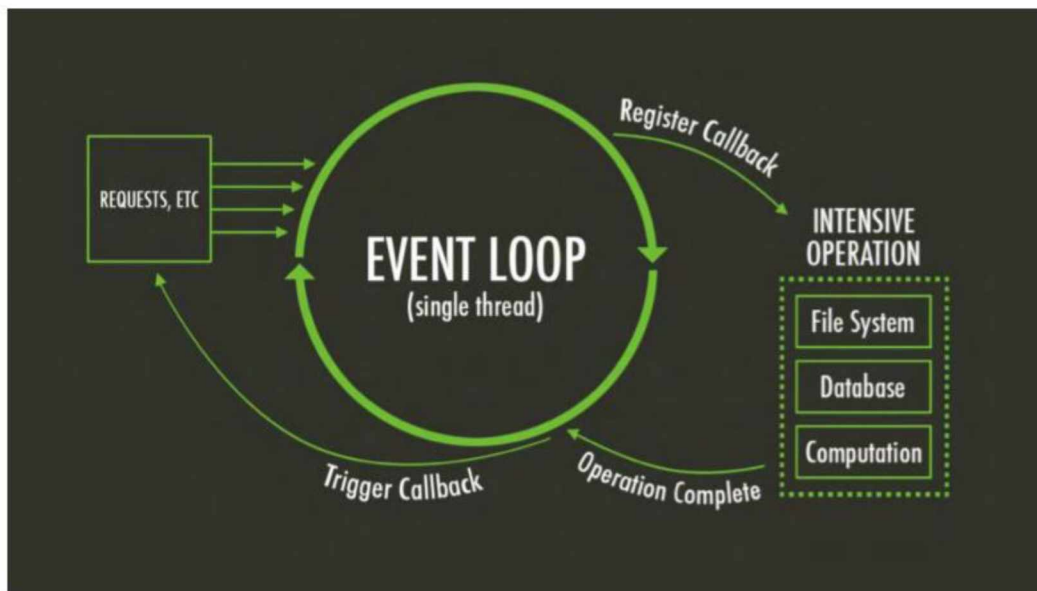 REQUESTS, ETC
EVENT LOOP
(single thread)
Register Callback
INTENSIVE
OPERATION
File System
Database
Computation
Operation Complete
Trigger Callback